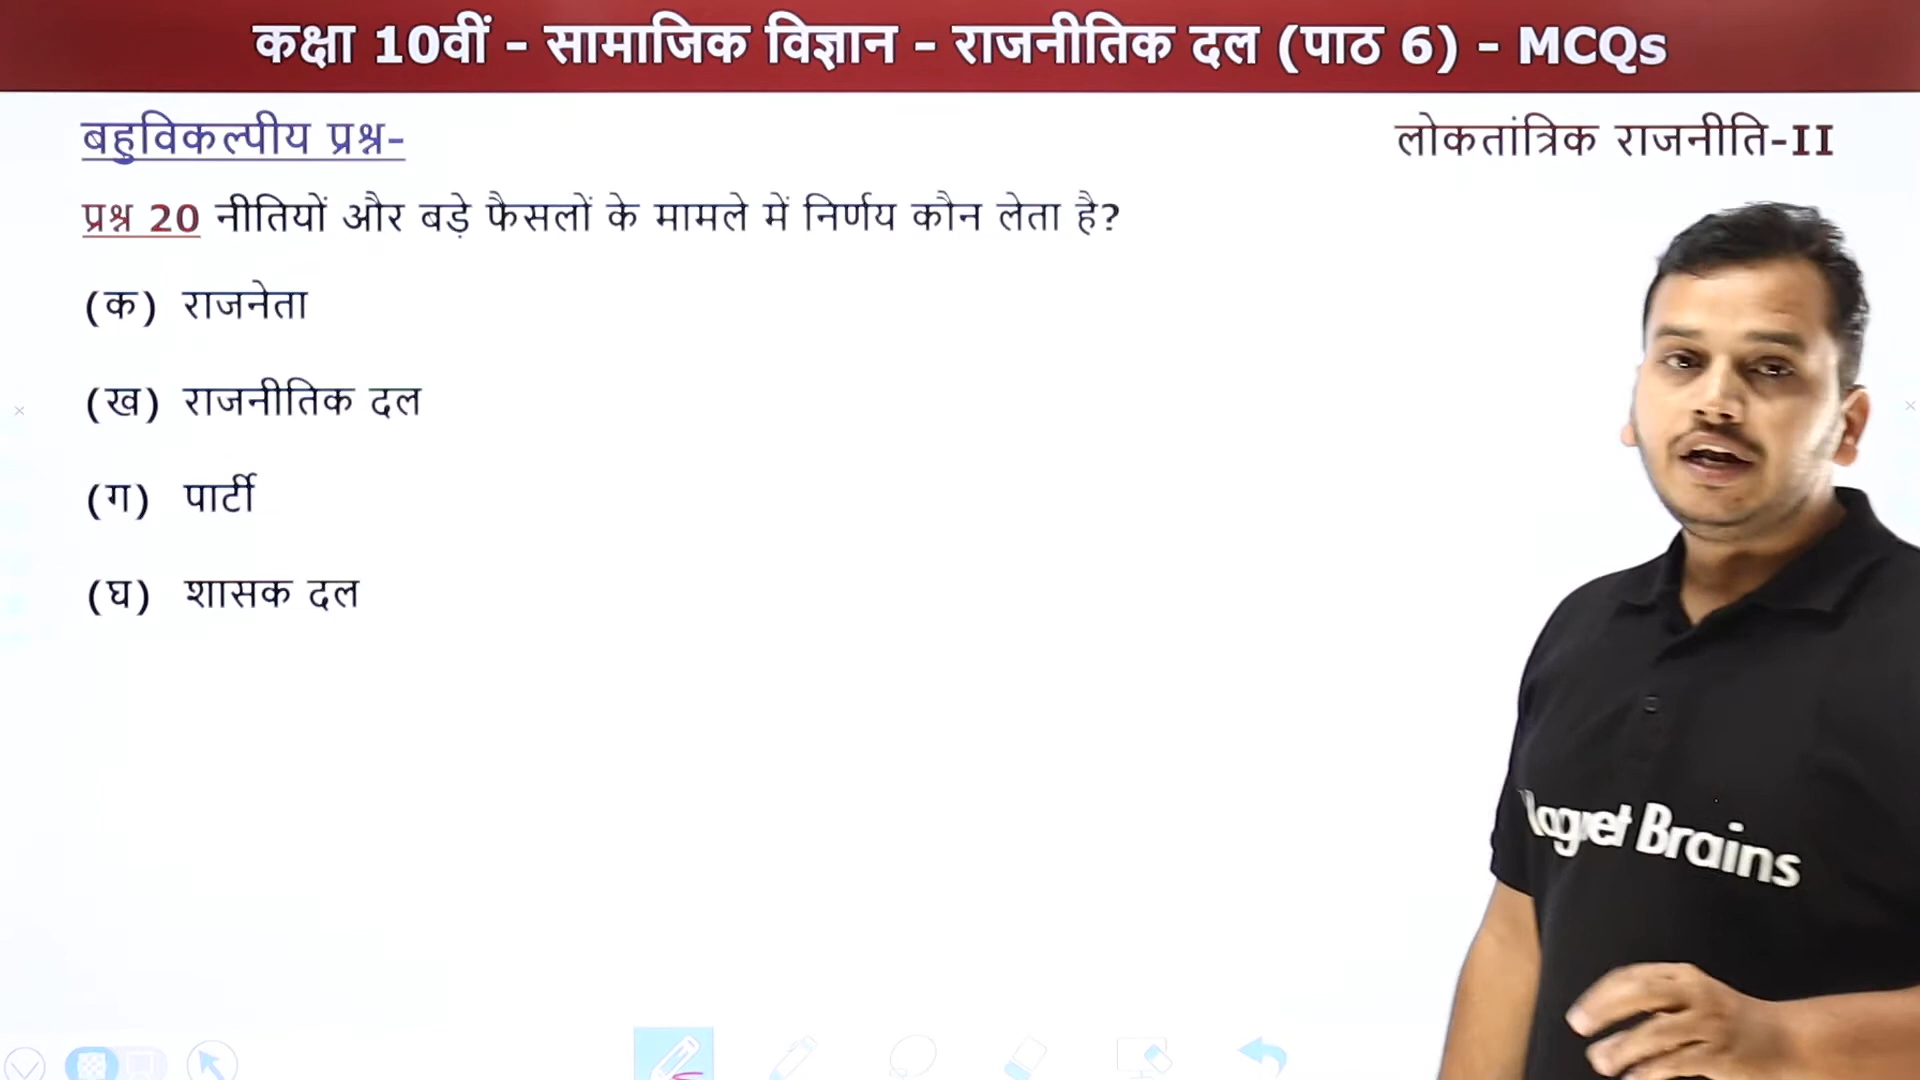 कक्षा 10वीं - सामाजिक विज्ञान - राजनीतिक दल (पाठ 6) - MCQs
बहुविकल्पीय प्रश्न-
लोकतांत्रिक राजनीति-II
प्रश्न 20 नीतियों और बड़े फैसलों के मामले में निर्णय कौन लेता है?
(क) राजनेता
(ख) राजनीतिक दल
(ग) पार्टी
(घ) शासक दल
Brains